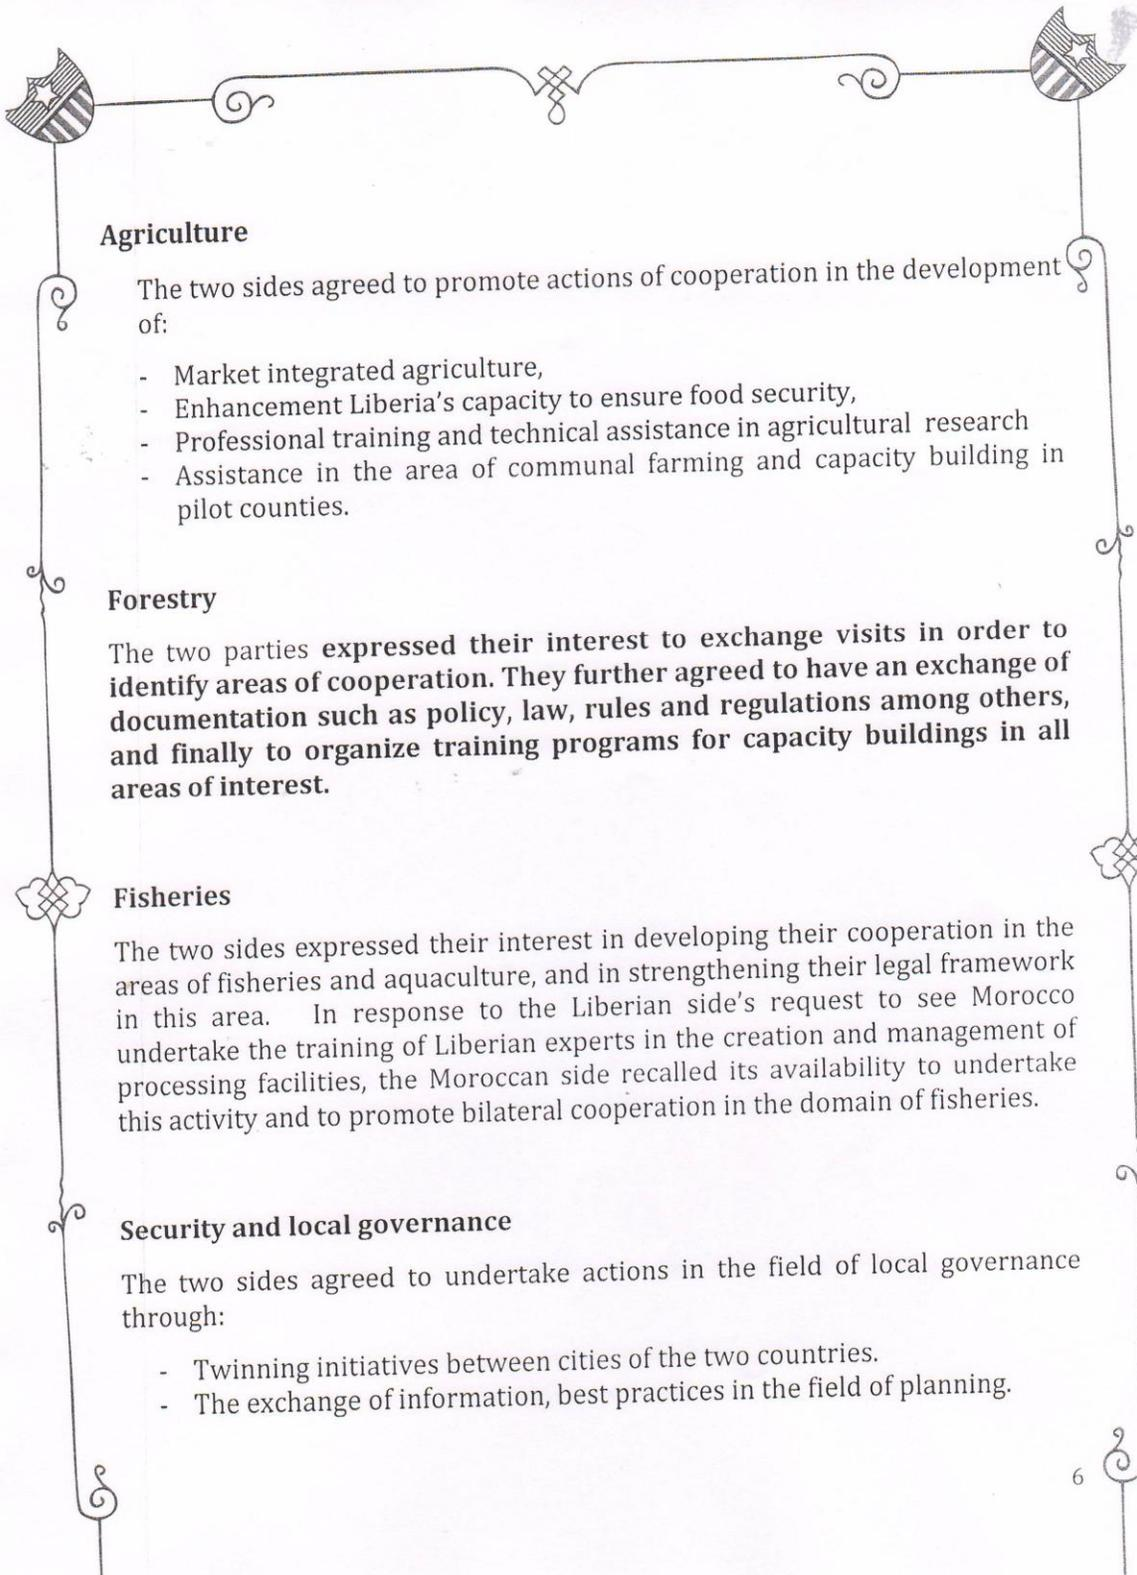 Agriculture
The two sides agreed to promote actions of cooperation in the development
of:
- Market integrated agriculture,
- Enhancement Liberia's capacity to ensure food security,
- Professional training and technical assistance in agricultural research
- Assistance in the area of communal farming and capacity building in
pilot counties.
Forestry
The two parties expressed their interest to exchange visits in order to
identify areas of cooperation. They further agreed to have an exchange of
documentation such as policy, law, rules and regulations among others,
and finally to organize training programs for capacity buildings in all
areas of interest.
Fisheries
The two sides expressed their interest in developing their cooperation in the
areas of fisheries and aquaculture, and in strengthening their legal framework
in this area. In response to the Liberian side's request to see Morocco
undertake the training of Liberian experts in the creation and management of
processing facilities, the Moroccan side recalled its availability to undertake
this activity and to promote bilateral cooperation in the domain of fisheries.
Security and local governance
The two sides agreed to undertake actions in the field of local governance
through:
- Twinning initiatives between cities of the two countries.
- The exchange of information, best practices in the field of planning.
6